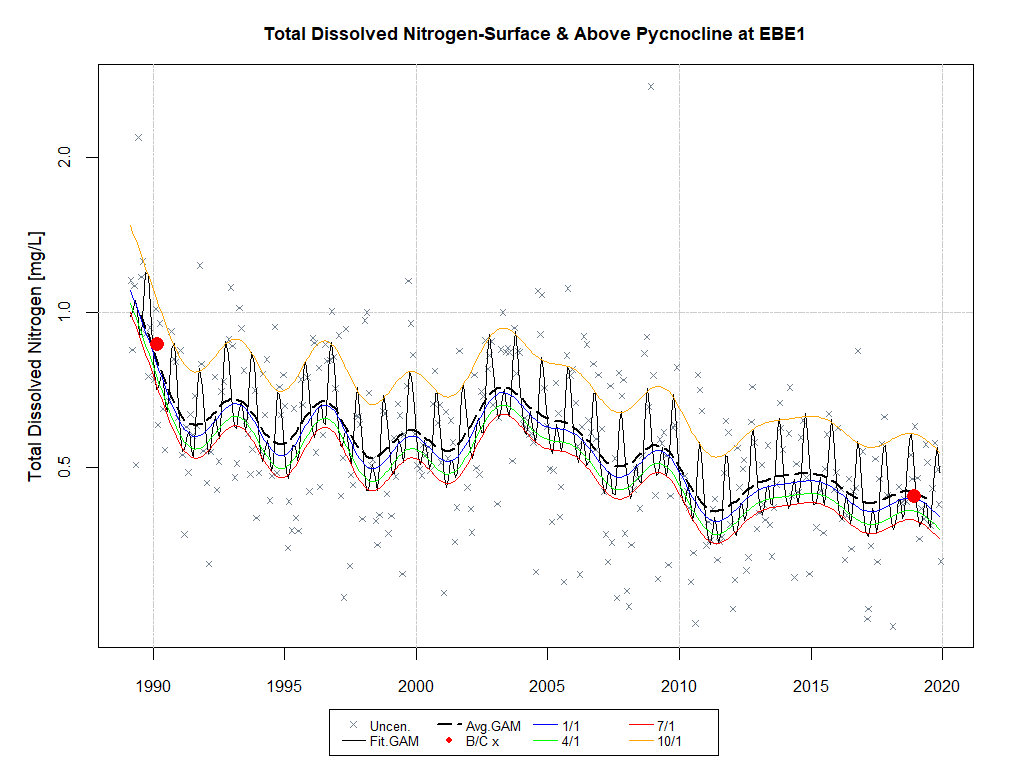 Total Dissolved Nitrogen-Surface & Above Pycnocline at EBE1
Total Dissolved Nitrogen [mg/L]
2.0
1.0
0.5
1990 1995 2000 2005 2010 2015 2020
Uncen. Avg.GAM 1/1 7/1
Fit.GAM B/C x 4/1 10/1